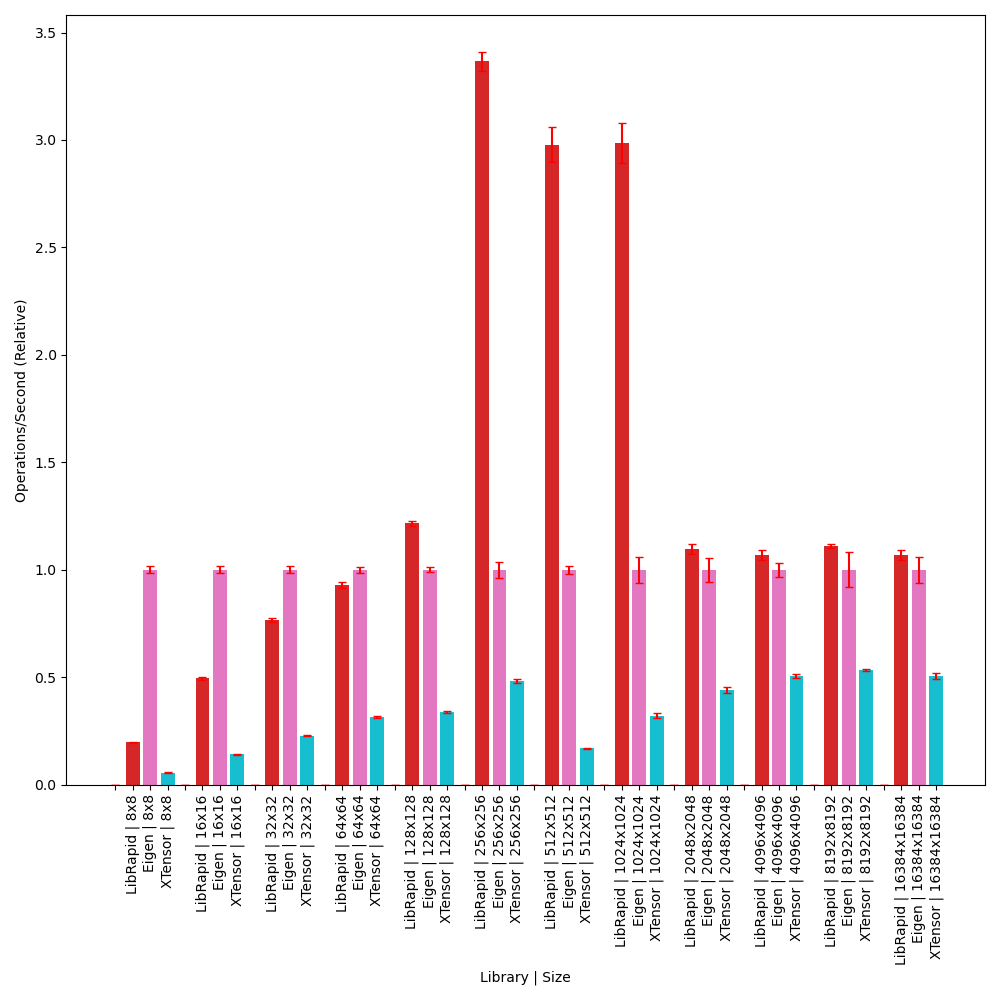 3.5
3.0
2.5
2.0
1.5
1.0
0.5
0.0
Operations/Second (Relative)
LibRapid | 8x8
Eigen | 8x8
XTensor | 8x8
LibRapid | 16x16
Eigen | 16x16
XTensor | 16x16
LibRapid | 32x32
Eigen | 32x32
XTensor | 32x32
LibRapid | 64x64
Eigen | 64x64
XTensor | 64x64
LibRapid | 128x128
Eigen | 128x128
XTensor | 128x128
LibRapid | 256x256
Eigen | 256x256
XTensor | 256x256
LibRapid | 512x512
Eigen | 512x512
XTensor | 512x512
LibRapid | 1024x1024
Eigen | 1024x1024
XTensor | 1024x1024
LibRapid | 2048x2048
Eigen | 2048x2048
XTensor | 2048x2048
LibRapid | 4096x4096
Eigen | 4096x4096
XTensor | 4096x4096
LibRapid | 8192x8192
Eigen | 8192x8192
XTensor | 8192x8192
LibRapid | 16384x16384
Eigen | 16384x16384
XTensor | 16384x16384
Library | Size